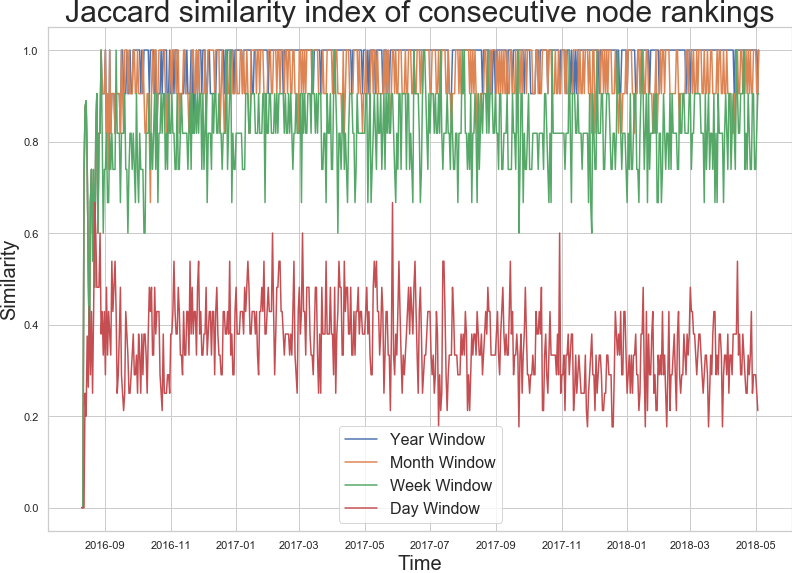 Jaccard similarity index of consecutive node rankings
1.0
0.8
0.6
0.4
0.2
0.0
Similarity
Year Window
Month Window
Week Window
Day Window
2016-09 2016-11 2017-01 2017-03 2017-05 2017-07 2017-09 2017-11 2018-01 2018-03 2018-05
Time